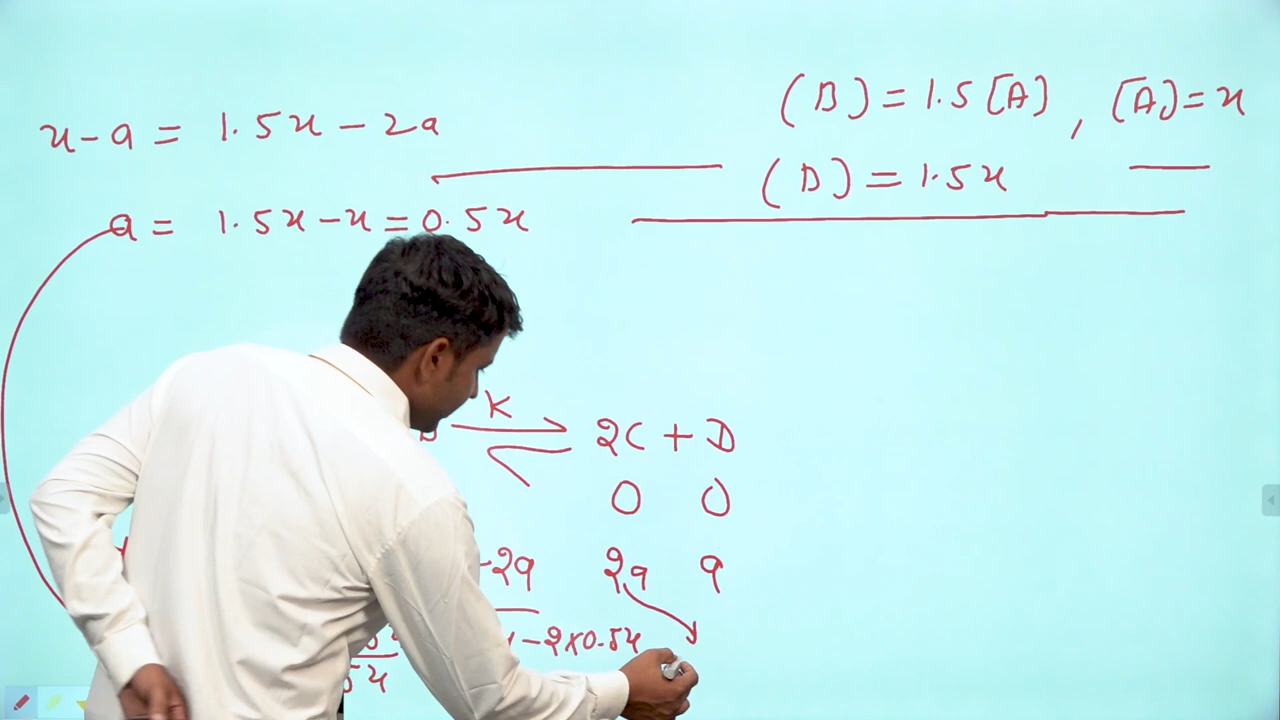 x-a = 1.5x-2a
(B) = 1.5[A), [A)=x
(B) = 1.5x
a = 1.5x-x = 0.5x
K
2C + D
0 0
-2a 2a a
-2×0.5x
5x